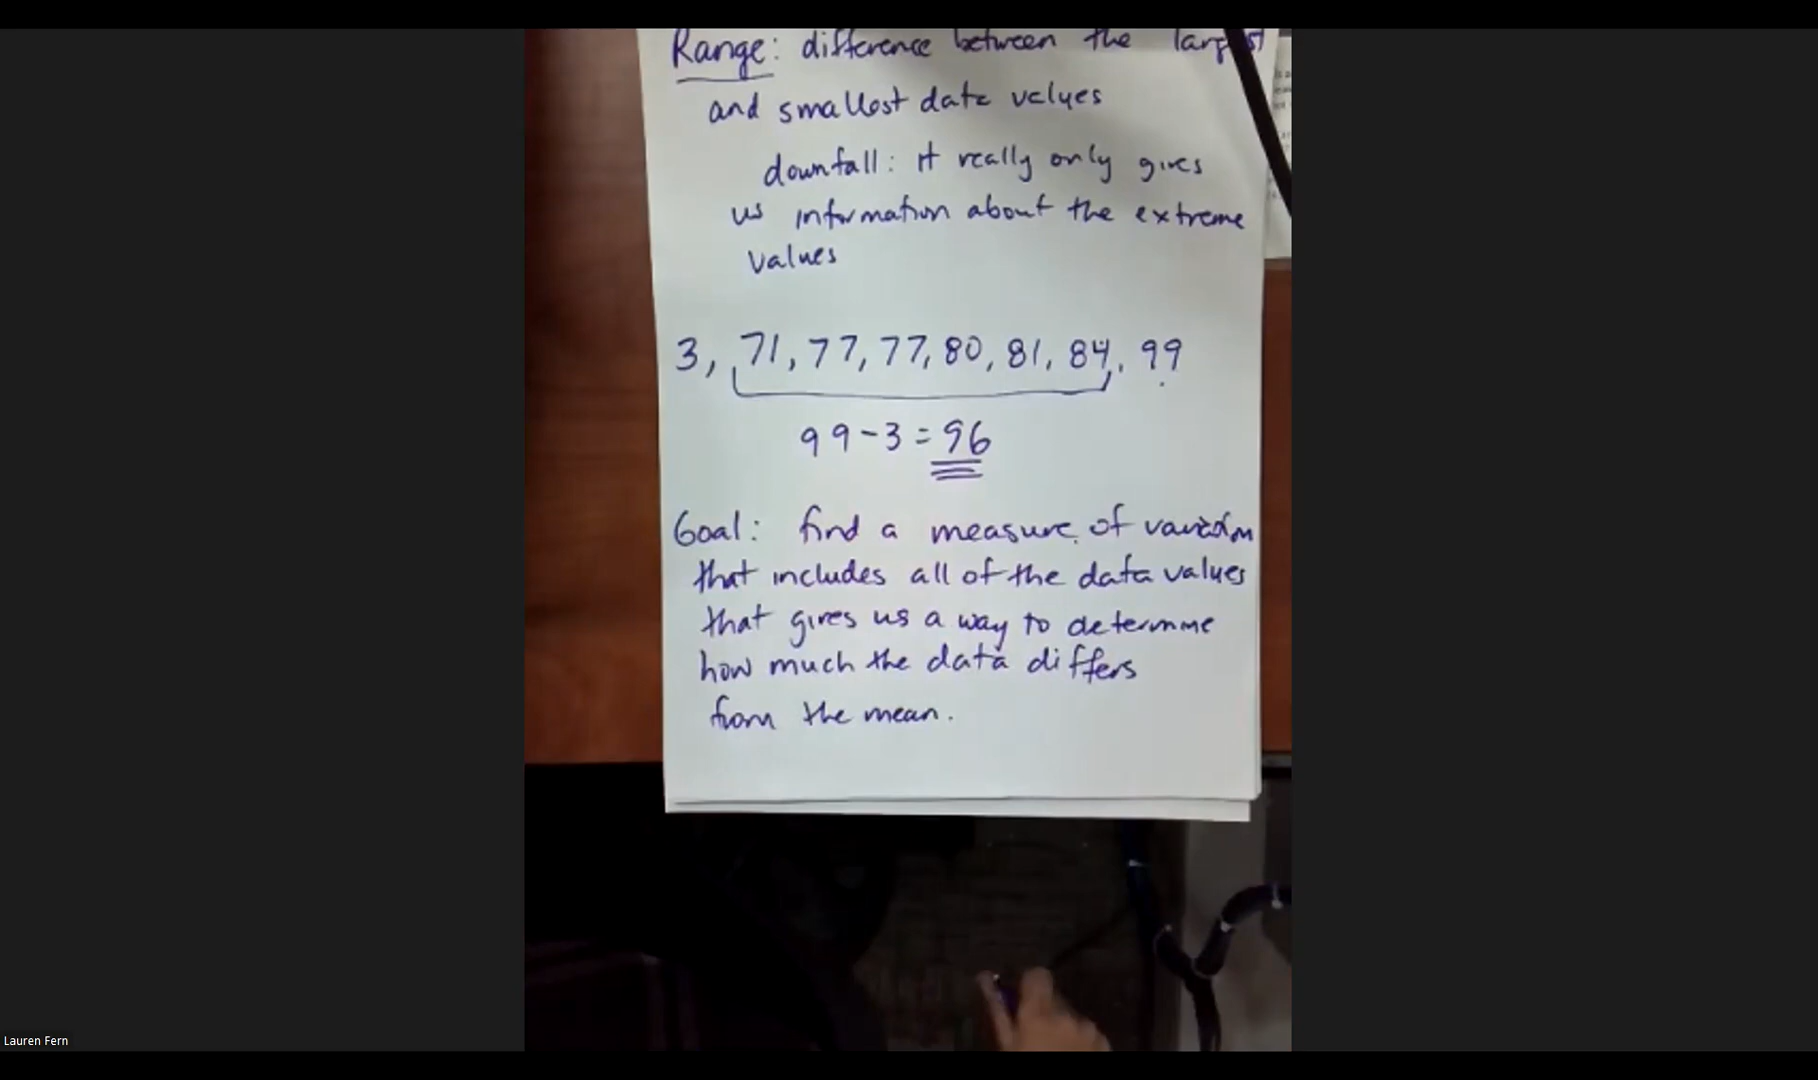 Range: difference between the largest
and smallest data values
downfall: it really only gives
us information about the extreme
values
3, 71, 77, 77, 80, 81, 84, 99
99-3=96
Goal: find a measure of variation
that includes all of the data values
that gives us a way to determine
how much the data differs
from the mean.
Lauren Fern